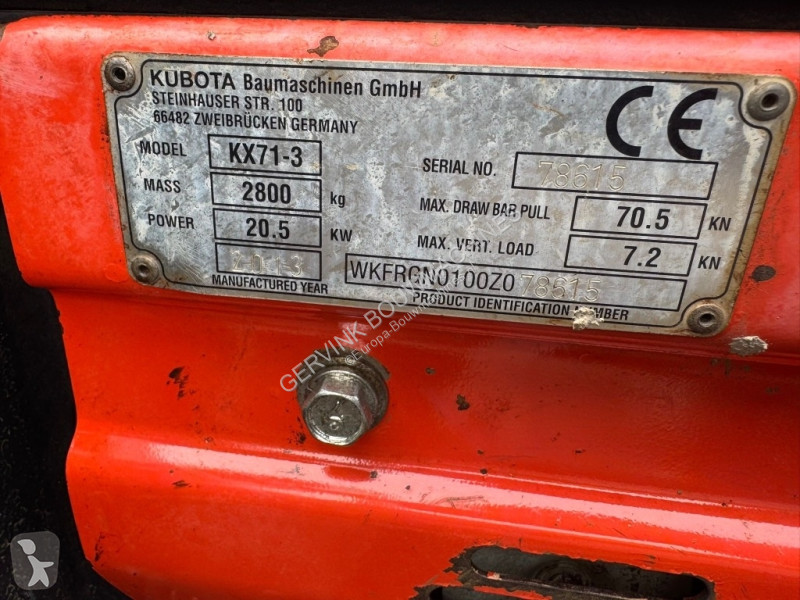 KUBOTA Baumaschinen GmbH
STEINHAUSER STR. 100
66482 ZWEIBRÜCKEN GERMANY
CE
MODEL KX71-3
SERIAL NO. 78615
MASS 2800 kg
MAX. DRAW BAR PULL 70.5 KN
POWER 20.5 KW
MAX. VERT. LOAD 7.2 KN
2013
MANUFACTURED YEAR
WKFRGN0100Z078615
PRODUCT IDENTIFICATION NUMBER
GERVINK